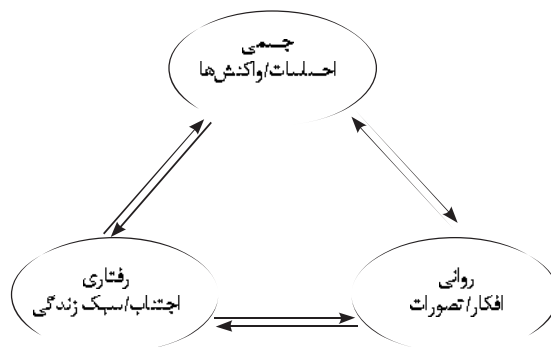 جسمی
احساسات/واکنش‌ها
روانی
افکار/تصورات
رفتاری
اجتناب/سبک زندگی